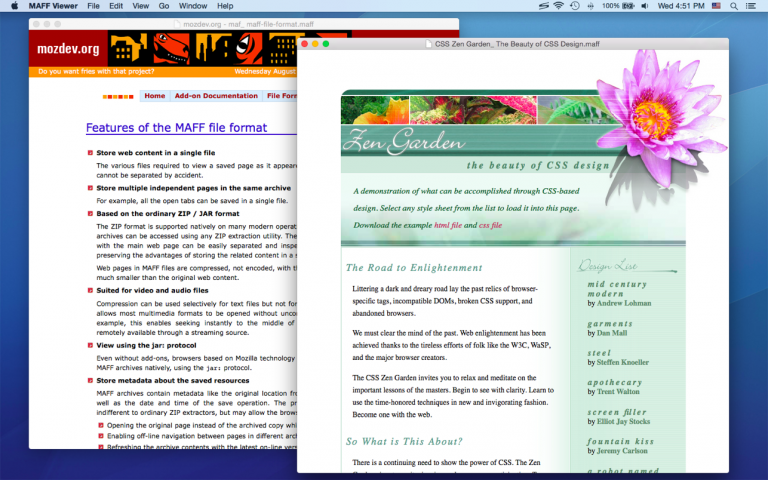 MAFF Viewer File Edit View Go Window Help
100% Wed 4:51 PM
mozdev.org - maf_ maff-file-format.maff
mozdev.org
Do you want fries with that project?
Wednesday August
Home Add-on Documentation File For
Features of the MAFF file format
Store web content in a single file
The various files required to view a saved page as it appea
cannot be separated by accident.
Store multiple independent pages in the same archive
For example, all the open tabs can be saved in a single file.
Based on the ordinary ZIP / JAR format
The ZIP format is supported natively on many modern operat
archives can be accessed using any ZIP extraction utility. The
with the main web page can be easily separated and inspe
preserving the advantages of storing the related content in a s
Web pages in MAFF files are compressed, not encoded, with th
much smaller than the original web content.
Suited for video and audio files
Compression can be used selectively for text files but not for
allows most multimedia formats to be opened without uncom
example, this enables seeking instantly to the middle of
remotely available through a streaming source.
View using the jar: protocol
Even without add-ons, browsers based on Mozilla technology
MAFF archives natively, using the jar: protocol.
Store metadata about the saved resources
MAFF archives contain metadata like the original location fr
well as the date and time of the save operation. The pr
indifferent to ordinary ZIP extractors, but may allow the brows
Opening the original page instead of the archived copy whi
Enabling off-line navigation between pages in different arc
Refreshing the archive contents with the latest on-line vers
CSS Zen Garden_ The Beauty of CSS Design.maff
Zen Garden
the beauty of CSS design
A demonstration of what can be accomplished through CSS-based
design. Select any style sheet from the list to load it into this page.
Download the example html file and css file
The Road to Enlightenment
Littering a dark and dreary road lay the past relics of browser-
specific tags, incompatible DOMs, broken CSS support, and
abandoned browsers.
We must clear the mind of the past. Web enlightenment has been
achieved thanks to the tireless efforts of folk like the W3C, WaSP,
and the major browser creators.
The CSS Zen Garden invites you to relax and meditate on the
important lessons of the masters. Begin to see with clarity. Learn to
use the time-honored techniques in new and invigorating fashion.
Become one with the web.
So What is This About?
There is a continuing need to show the power of CSS. The Zen
Design List
mid century
modern
by Andrew Lohman
garments
by Dan Mall
steel
by Steffen Knoeller
apothecary
by Trent Walton
screen filler
by Elliot Jay Stocks
fountain kiss
by Jeremy Carlson
a robot named